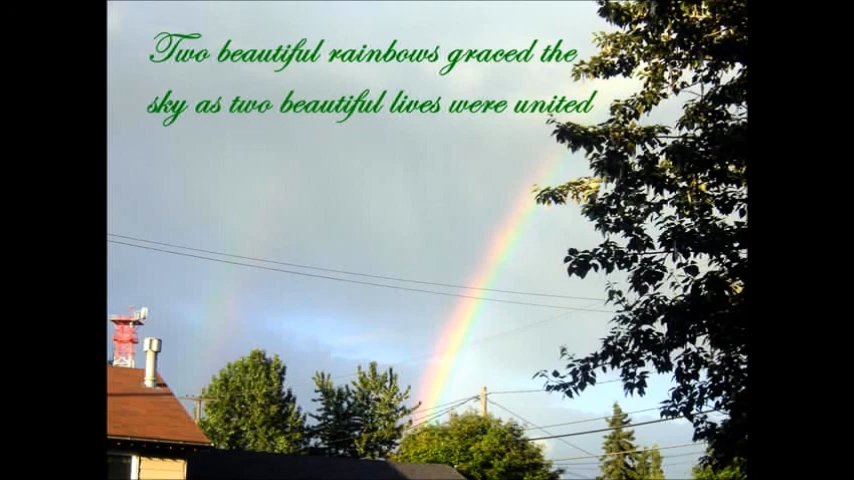 Two beautiful rainbows graced the
sky as two beautiful lives were united